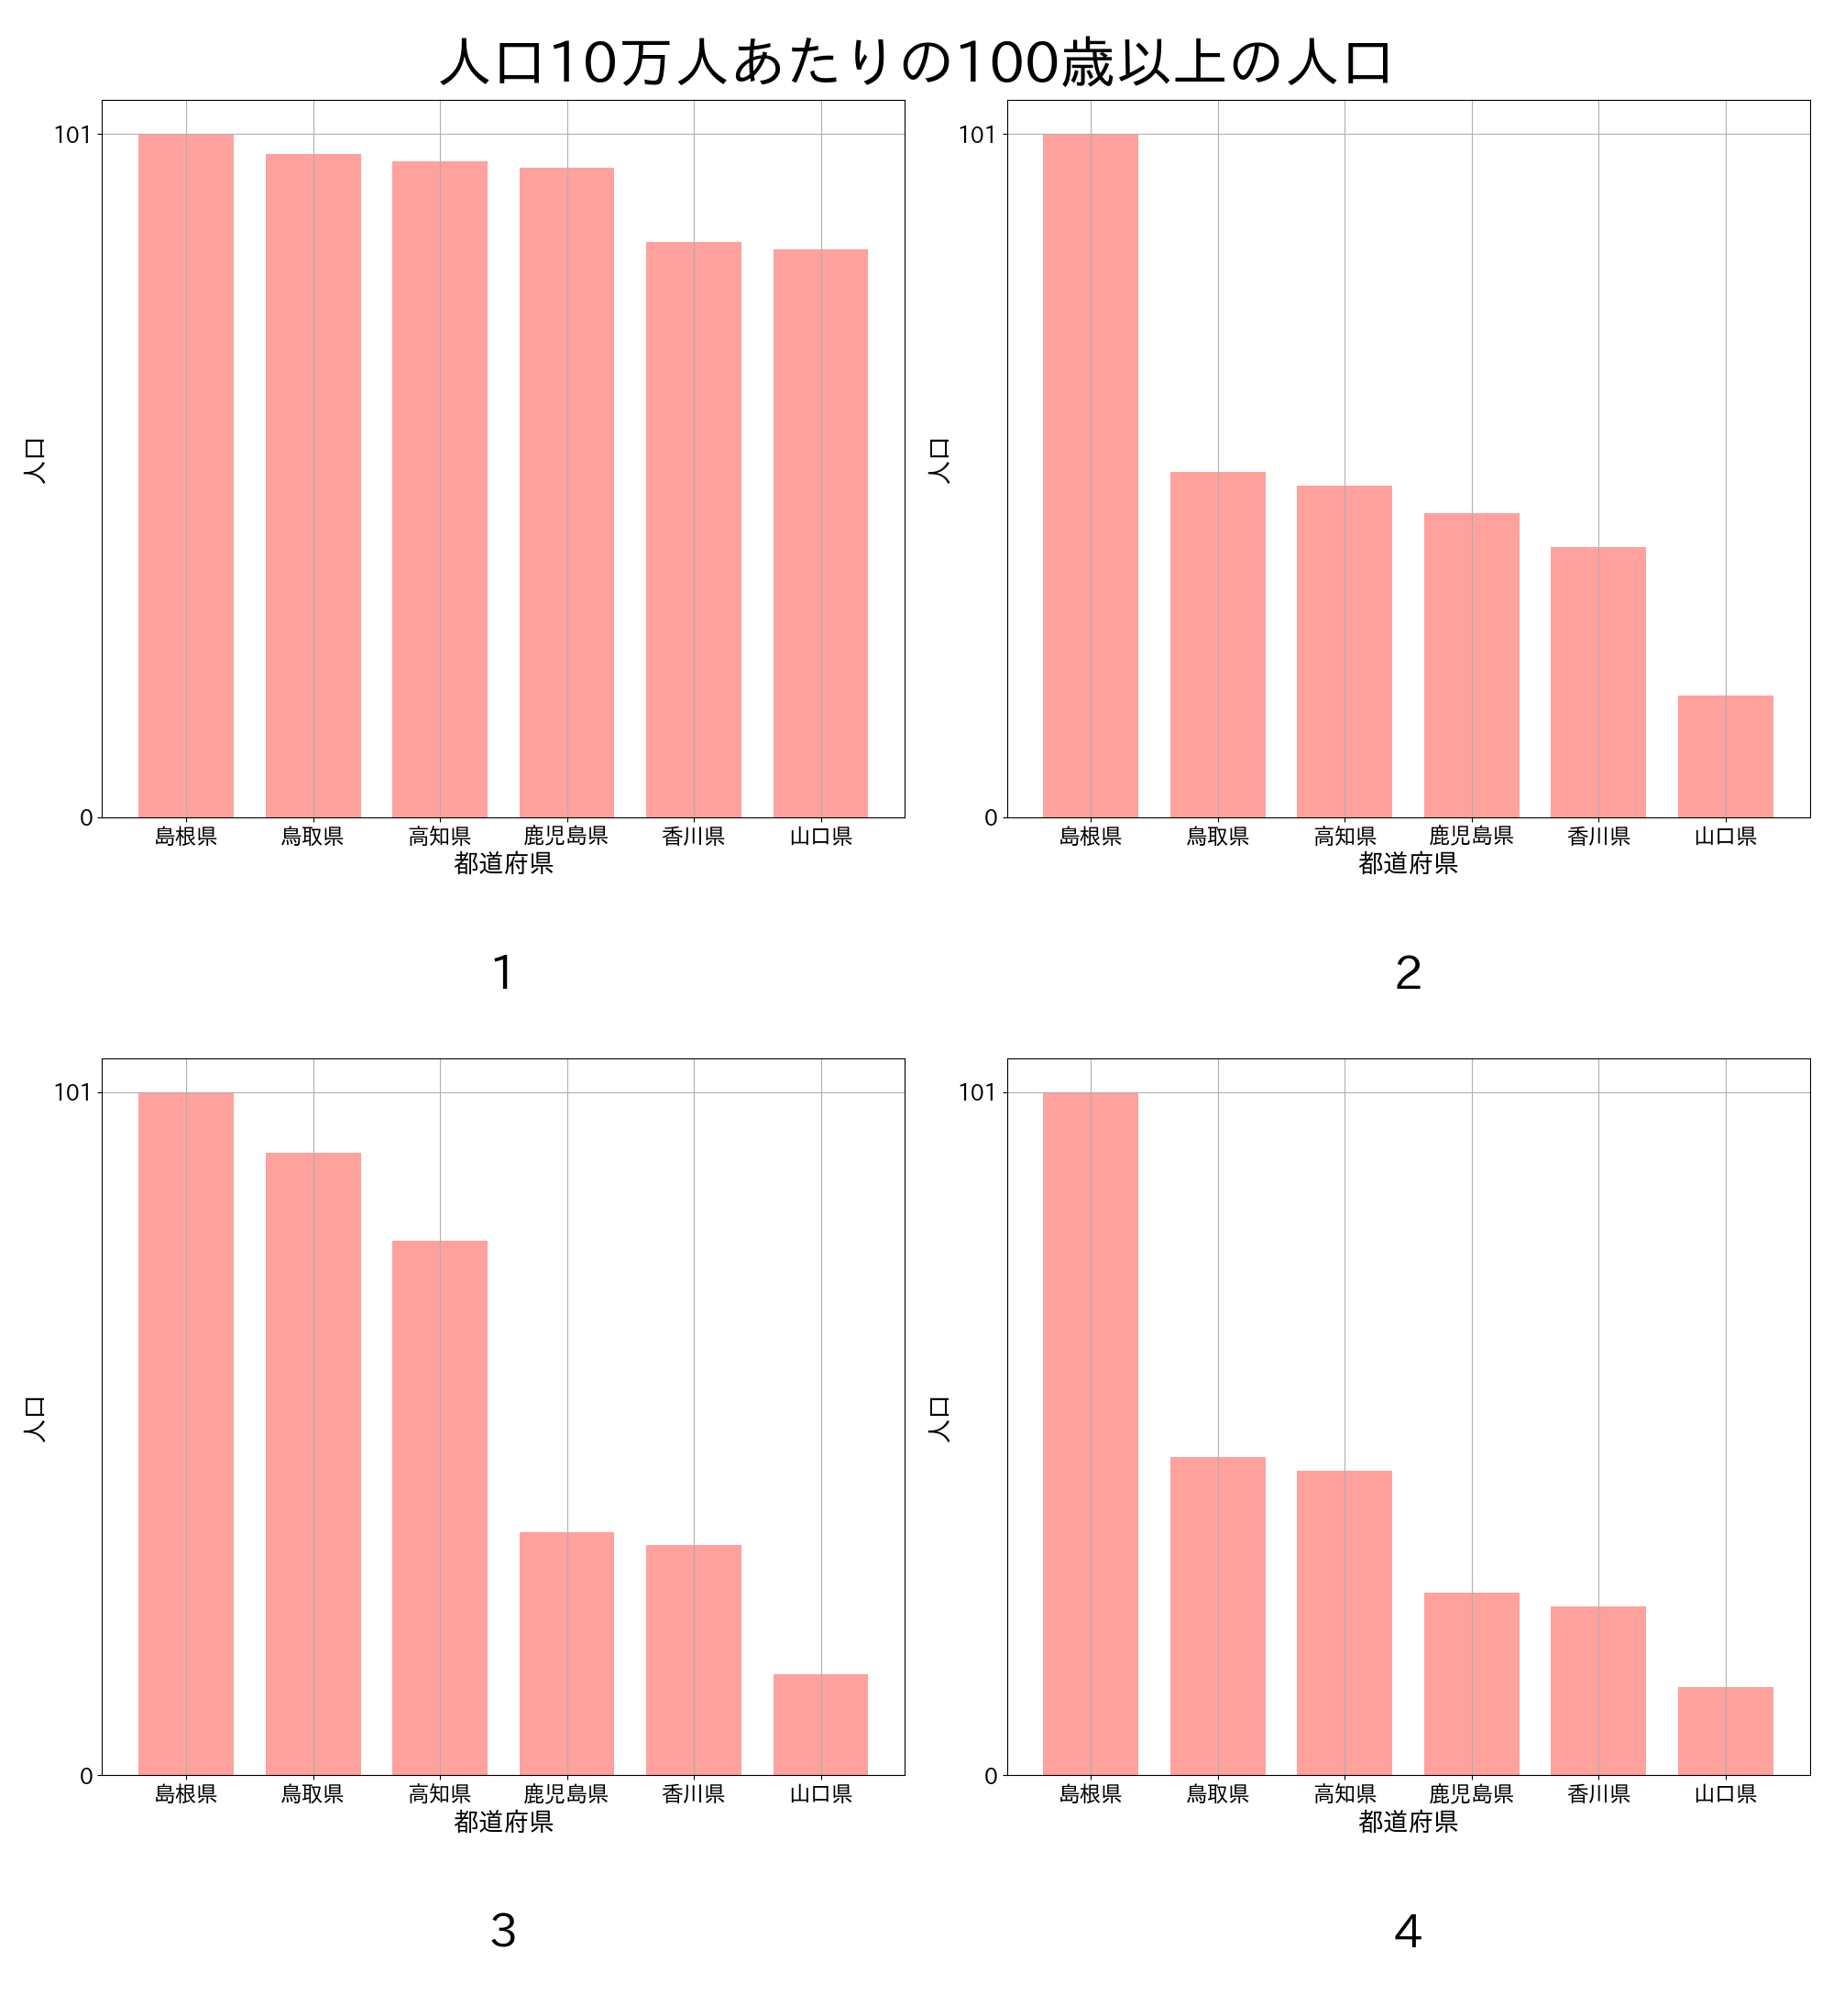 人口10万人あたりの100歳以上の人口
101
0
人口
島根県 鳥取県 高知県 鹿児島県 香川県 山口県
都道府県
1
101
0
人口
島根県 鳥取県 高知県 鹿児島県 香川県 山口県
都道府県
2
101
0
人口
島根県 鳥取県 高知県 鹿児島県 香川県 山口県
都道府県
3
101
0
人口
島根県 鳥取県 高知県 鹿児島県 香川県 山口県
都道府県
4